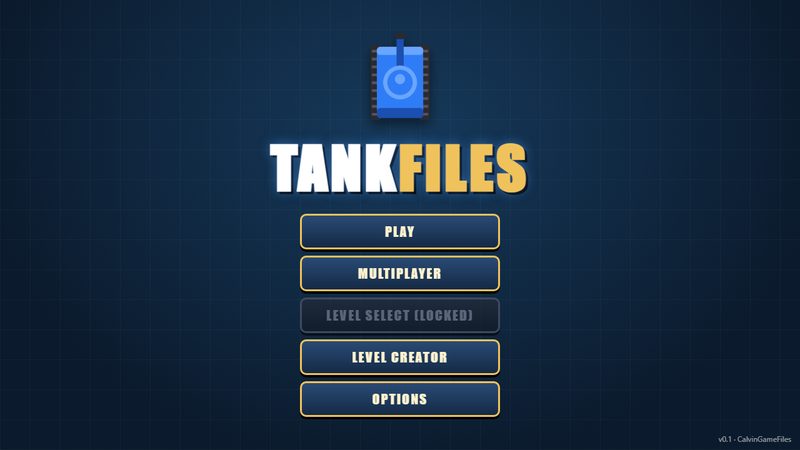 TANKFILES
PLAY
MULTIPLAYER
LEVEL SELECT (LOCKED)
LEVEL CREATOR
OPTIONS
v0.1 - CalvinGameFiles